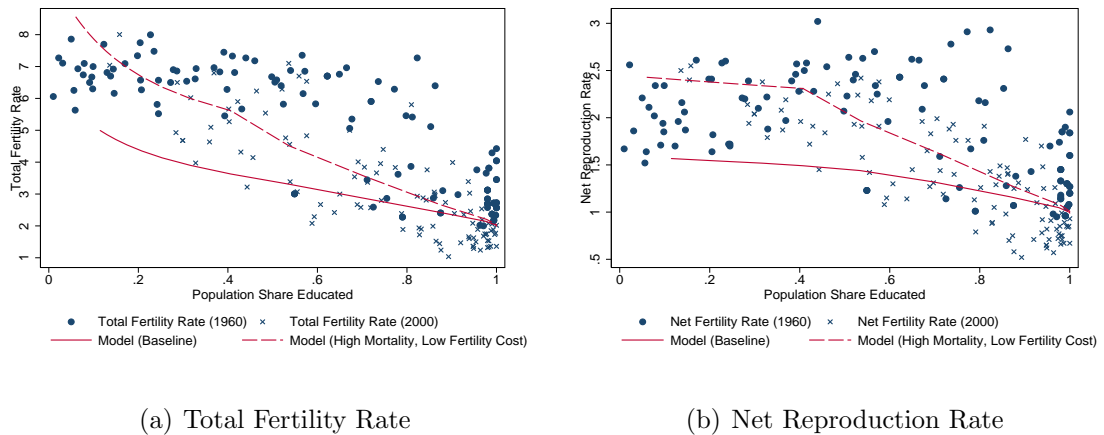 8
7
6
5
4
3
2
1
Total Fertility Rate
0 .2 .4 .6 .8 1
Population Share Educated
Total Fertility Rate (1960) Total Fertility Rate (2000)
Model (Baseline) Model (High Mortality, Low Fertility Cost)
(a) Total Fertility Rate
3
2.5
2
1.5
1
.5
Net Reproduction Rate
0 .2 .4 .6 .8 1
Population Share Educated
Net Fertility Rate (1960) Net Fertility Rate (2000)
Model (Baseline) Model (High Mortality, Low Fertility Cost)
(b) Net Reproduction Rate